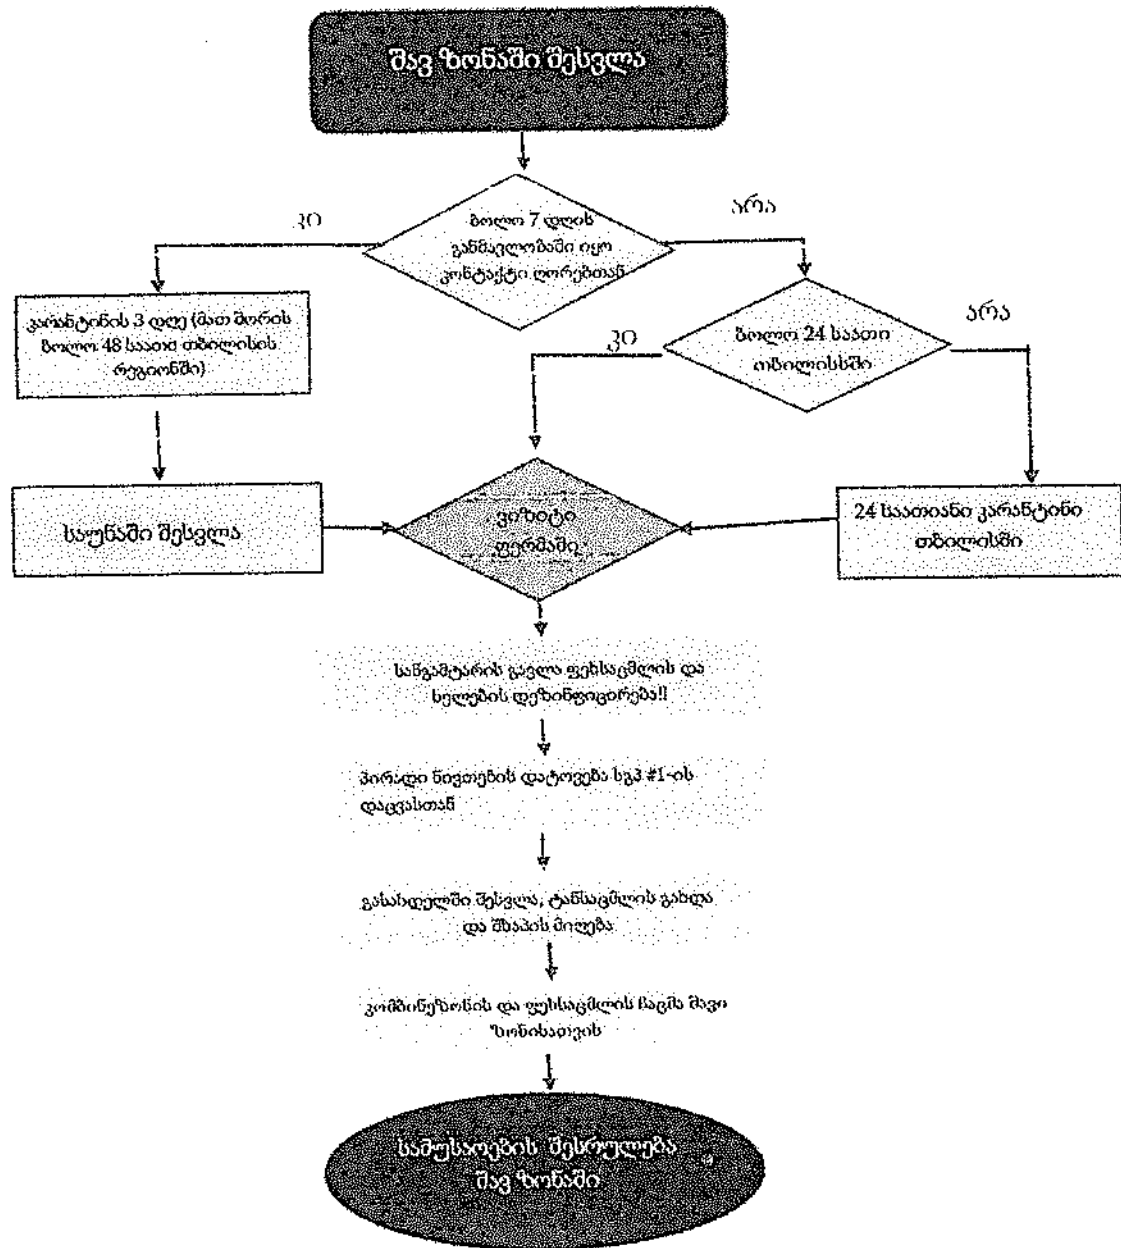 შავ ზონაში შესვლა
კი
არა
ბოლო 7 დღის
განმავლობაში იყო
კონტაქტი ღორებთან
კარანტინის 3 დღე (მათ შორის
ბოლო 48 საათი თბილისის
რეგიონში)
კი
არა
ბოლო 24 საათი
თბილისში
საუნაში შესვლა
ვიზიტი
ფერმაში
24 საათიანი კარანტინი
თბილისში
სანგამტარის გავლა ფეხსაცმლის და
ხელების დეზინფიცირება!!
პირადი ნივთების დატოვება სგპ #1-ის
დაცვასთან
გასახდელში შესვლა, ტანსაცმლის გახდა
და შხაპის მიღება
კომბინეზონის და ფეხსაცმლის ჩაცმა შავი
ზონისათვის
სამუსაოების შესრულება
შავ ზონაში